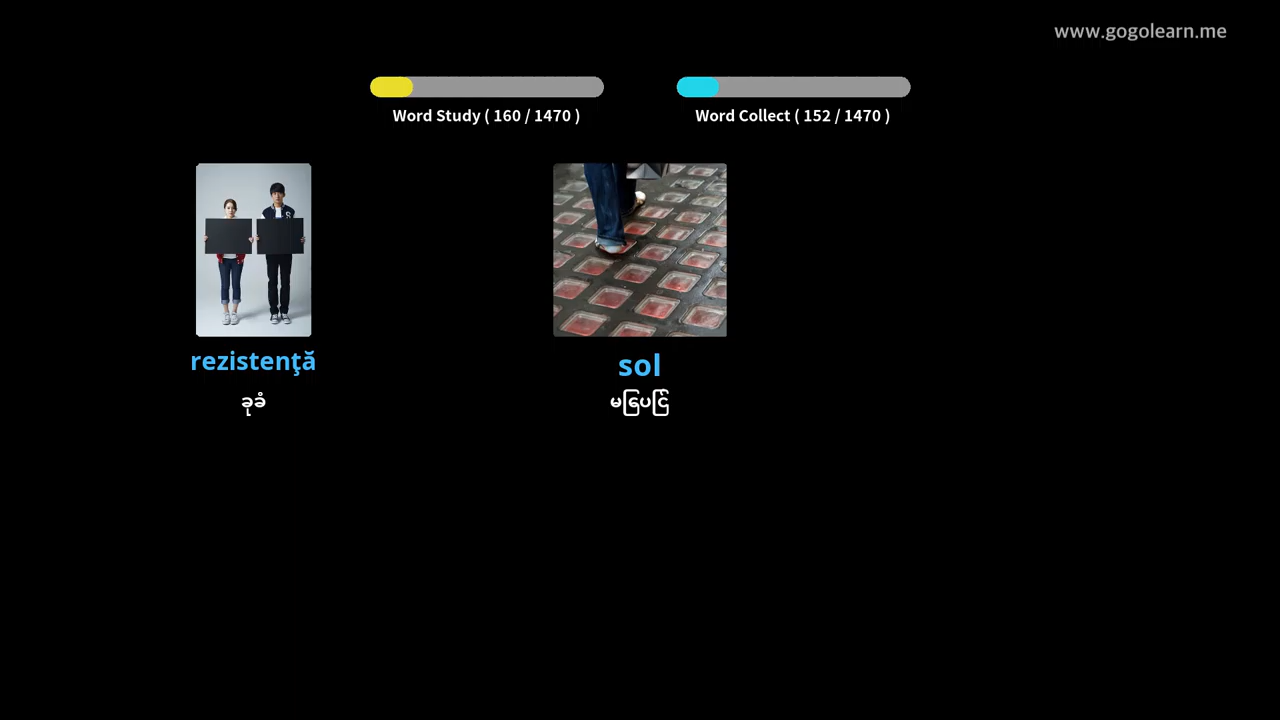 www.gogolearn.me
Word Study ( 160 / 1470 )
Word Collect ( 152 / 1470 )
rezistenţă
ခုခံ
sol
မြေပြင်